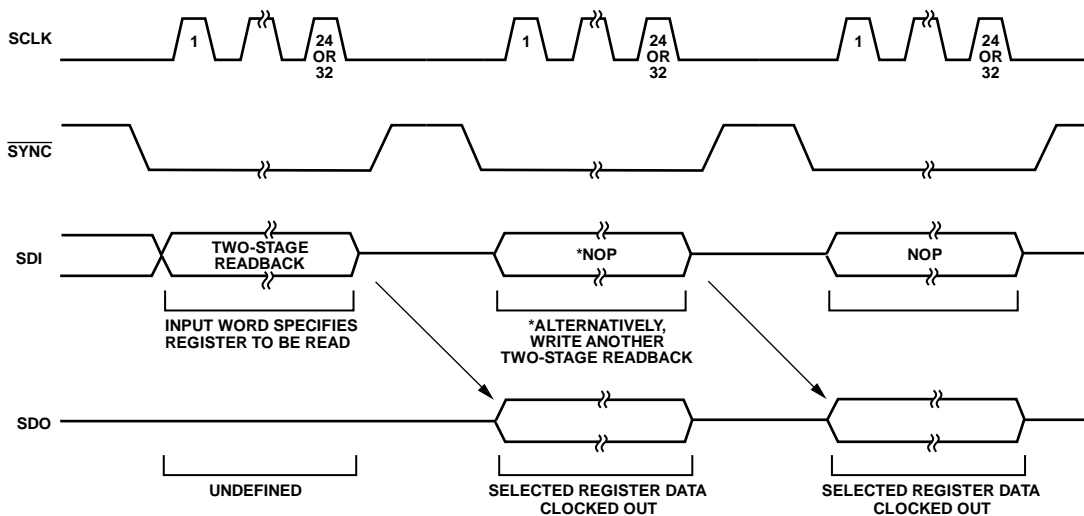 SCLK
1
24
OR
32
1
24
OR
32
1
24
OR
32
SYNC
SDI
TWO-STAGE
READBACK
*NOP
NOP
INPUT WORD SPECIFIES
REGISTER TO BE READ
*ALTERNATIVELY,
WRITE ANOTHER
TWO-STAGE READBACK
SDO
UNDEFINED
SELECTED REGISTER DATA
CLOCKED OUT
SELECTED REGISTER DATA
CLOCKED OUT